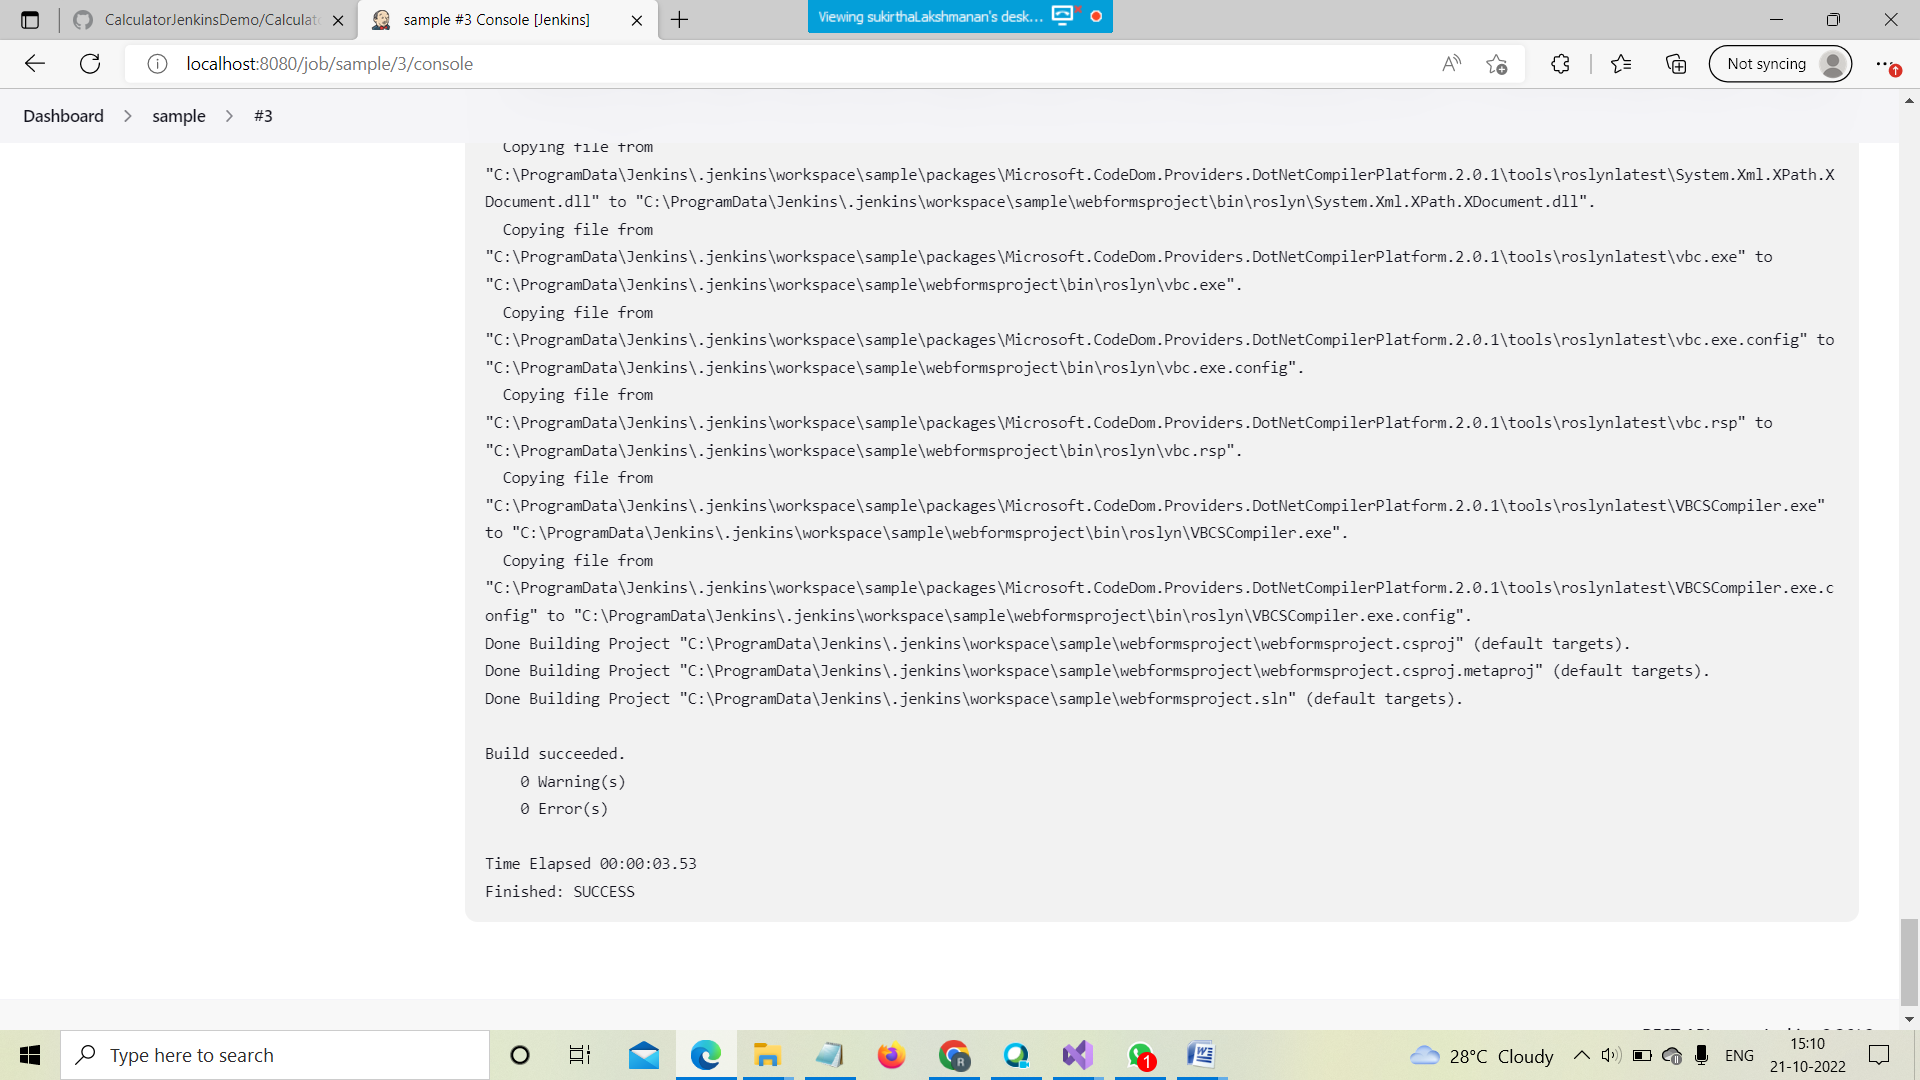 CalculatorJenkinsDemo/Calculat
sample #3 Console [Jenkins]
Viewing sukirthaLakshmanan's desk...
localhost:8080/job/sample/3/console
Not syncing
Dashboard
sample
#3
Copying file from
"C:\ProgramData\Jenkins\.jenkins\workspace\sample\packages\Microsoft.CodeDom.Providers.DotNetCompilerPlatform.2.0.1\tools\roslynlatest\System.Xml.XPath.X
Document.dll" to "C:\ProgramData\Jenkins\.jenkins\workspace\sample\webformsproject\bin\roslyn\System.Xml.XPath.XDocument.dll".
Copying file from
"C:\ProgramData\Jenkins\.jenkins\workspace\sample\packages\Microsoft.CodeDom.Providers.DotNetCompilerPlatform.2.0.1\tools\roslynlatest\vbc.exe" to
"C:\ProgramData\Jenkins\.jenkins\workspace\sample\webformsproject\bin\roslyn\vbc.exe".
Copying file from
"C:\ProgramData\Jenkins\.jenkins\workspace\sample\packages\Microsoft.CodeDom.Providers.DotNetCompilerPlatform.2.0.1\tools\roslynlatest\vbc.exe.config" to
"C:\ProgramData\Jenkins\.jenkins\workspace\sample\webformsproject\bin\roslyn\vbc.exe.config".
Copying file from
"C:\ProgramData\Jenkins\.jenkins\workspace\sample\packages\Microsoft.CodeDom.Providers.DotNetCompilerPlatform.2.0.1\tools\roslynlatest\vbc.rsp" to
"C:\ProgramData\Jenkins\.jenkins\workspace\sample\webformsproject\bin\roslyn\vbc.rsp".
Copying file from
"C:\ProgramData\Jenkins\.jenkins\workspace\sample\packages\Microsoft.CodeDom.Providers.DotNetCompilerPlatform.2.0.1\tools\roslynlatest\VBCSCompiler.exe"
to "C:\ProgramData\Jenkins\.jenkins\workspace\sample\webformsproject\bin\roslyn\VBCSCompiler.exe".
Copying file from
"C:\ProgramData\Jenkins\.jenkins\workspace\sample\packages\Microsoft.CodeDom.Providers.DotNetCompilerPlatform.2.0.1\tools\roslynlatest\VBCSCompiler.exe.c
onfig" to "C:\ProgramData\Jenkins\.jenkins\workspace\sample\webformsproject\bin\roslyn\VBCSCompiler.exe.config".
Done Building Project "C:\ProgramData\Jenkins\.jenkins\workspace\sample\webformsproject\webformsproject.csproj" (default targets).
Done Building Project "C:\ProgramData\Jenkins\.jenkins\workspace\sample\webformsproject\webformsproject.csproj.metaproj" (default targets).
Done Building Project "C:\ProgramData\Jenkins\.jenkins\workspace\sample\webformsproject.sln" (default targets).
Build succeeded.
0 Warning(s)
0 Error(s)
Time Elapsed 00:00:03.53
Finished: SUCCESS
Type here to search
R
1
28°C Cloudy
ENG
15:10
21-10-2022